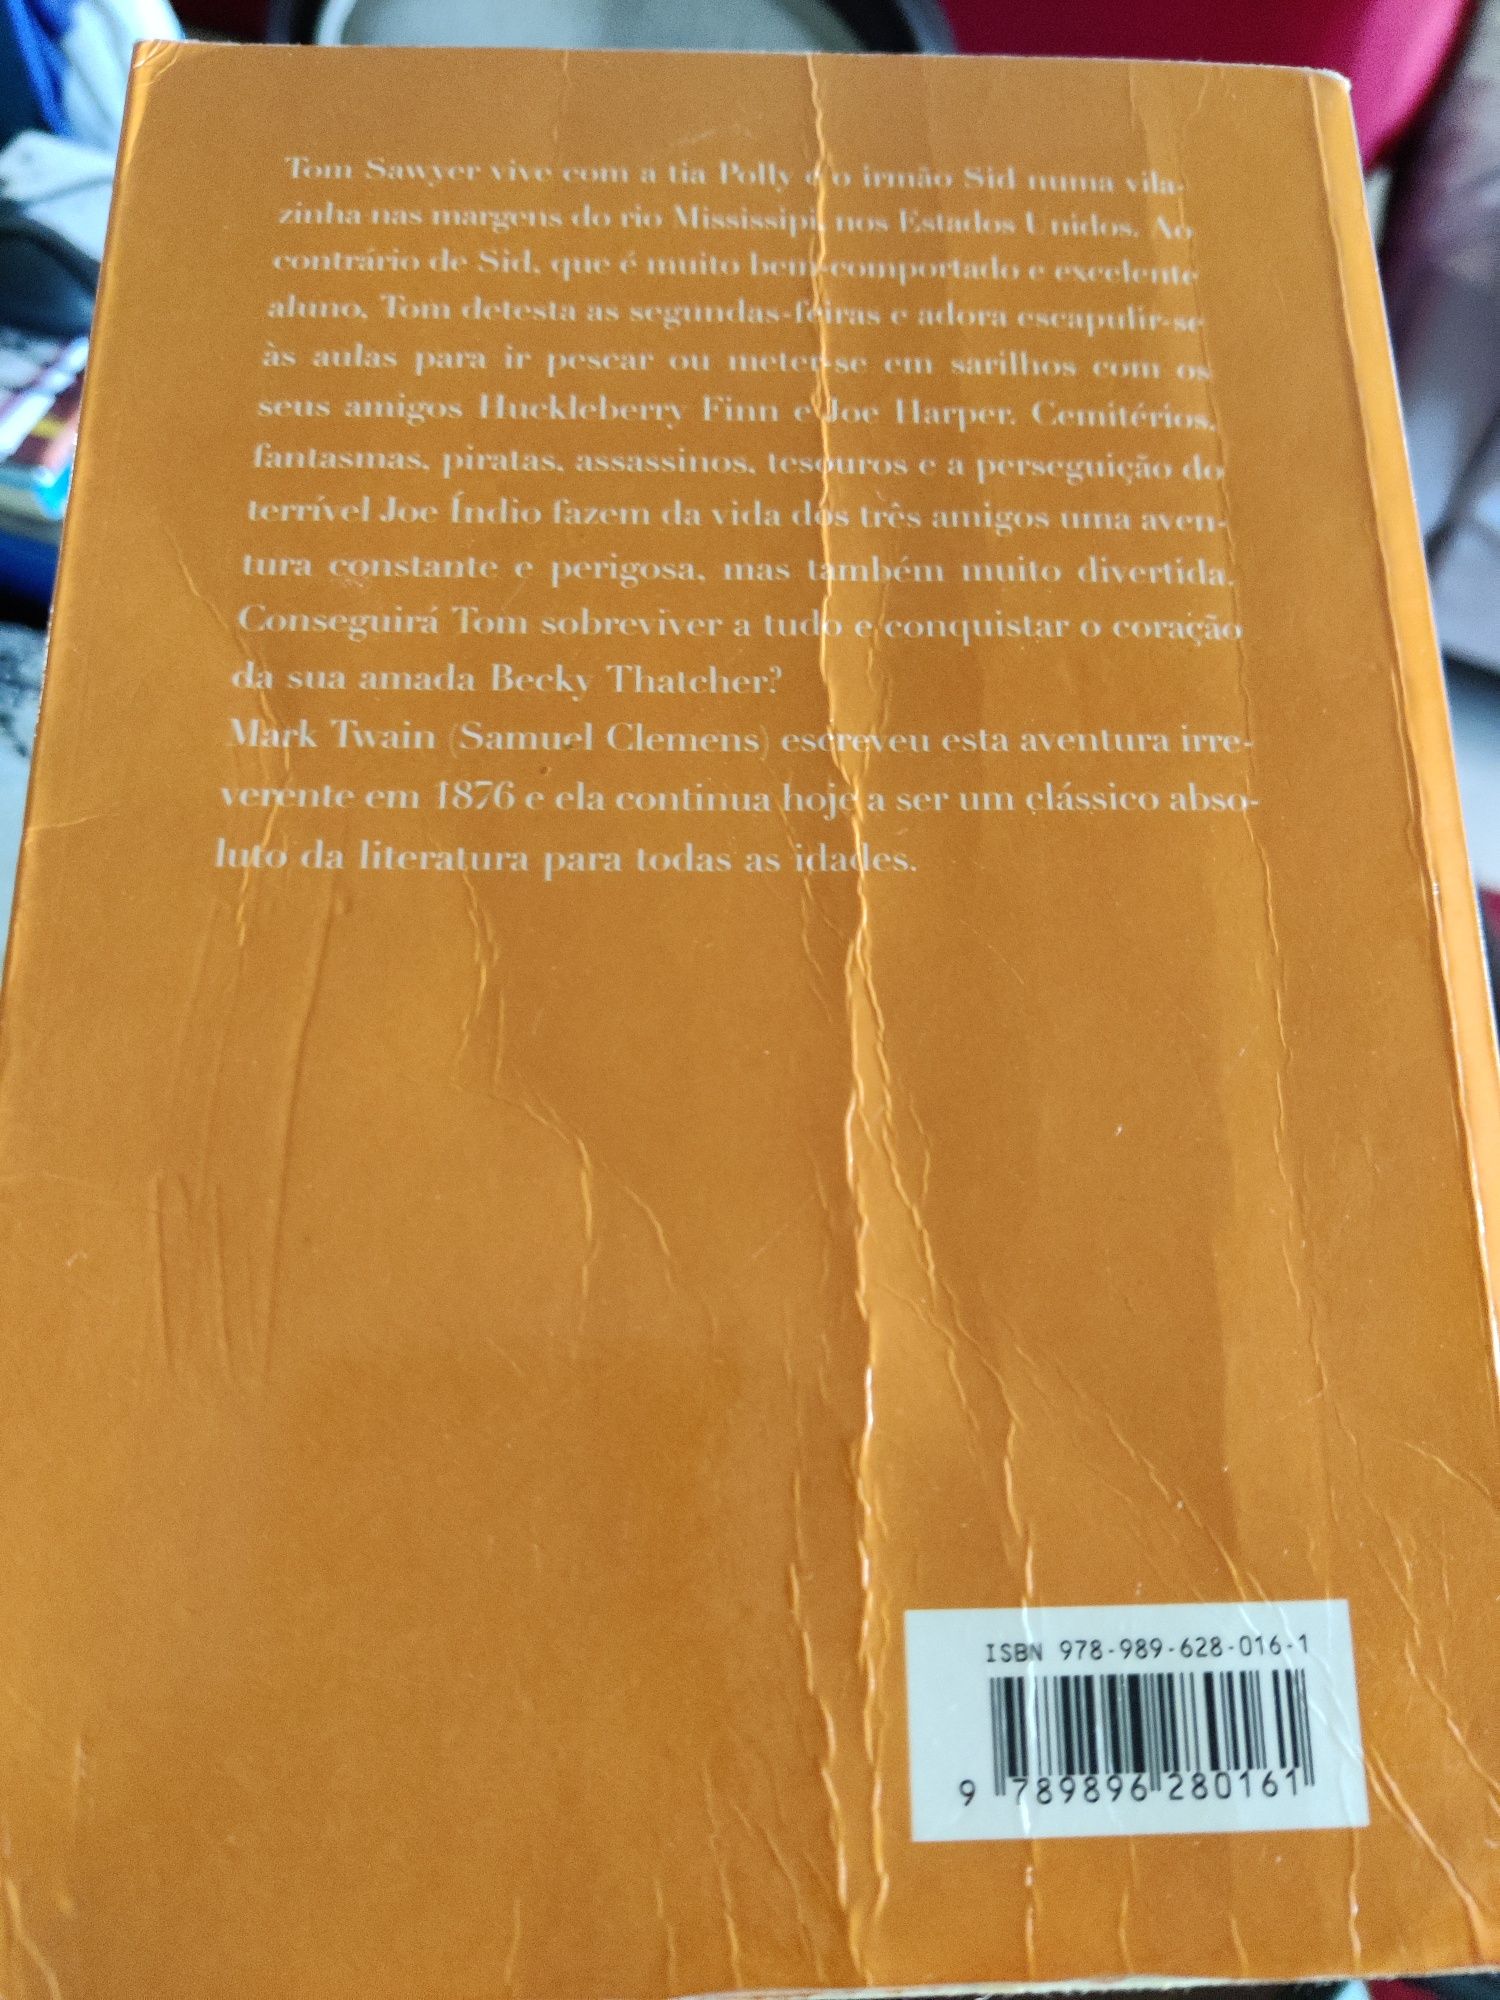 Tom Sawyer vive com a tia Polly e o irmão Sid numa vila-
zinha nas margens do rio Mississipi, nos Estados Unidos. Ao
contrário de Sid, que é muito bem-comportado e excelente
aluno, Tom detesta as segundas-feiras e adora escapulir-se
às aulas para ir pescar ou meter-se em sarilhos com os
seus amigos Huckleberry Finn e Joe Harper. Cemitérios,
fantasmas, piratas, assassinos, tesouros e a perseguição do
terrível Joe Índio fazem da vida dos três amigos uma aven-
tura constante e perigosa, mas também muito divertida.
Conseguirá Tom sobreviver a tudo e conquistar o coração
da sua amada Becky Thatcher?
Mark Twain (Samuel Clemens) escreveu esta aventura irre-
verente em 1876 e ela continua hoje a ser um clássico abso-
luto da literatura para todas as idades.
ISBN 978-989-628-016-1
9 789896 280161